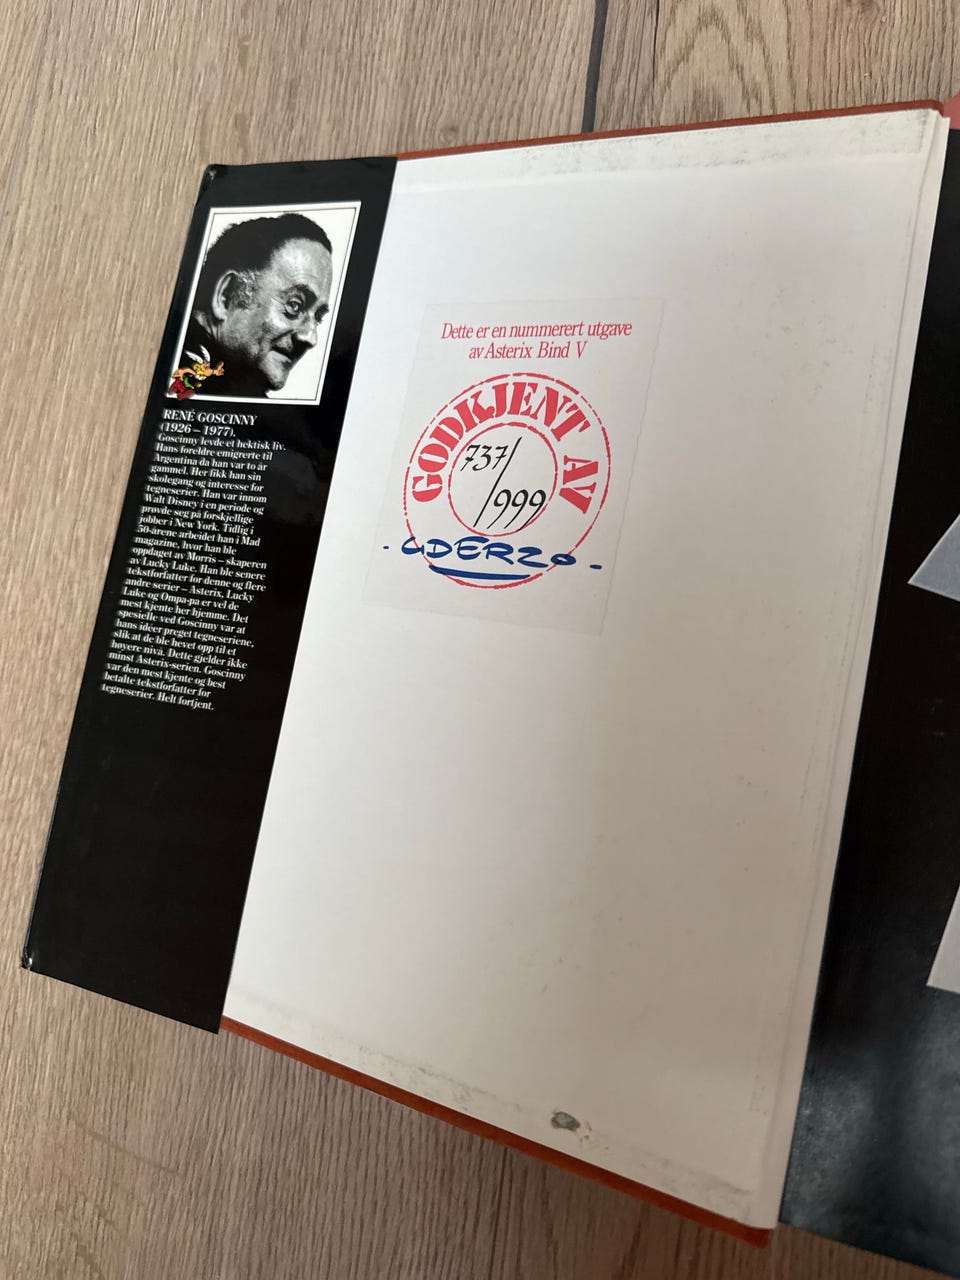 RENÉ GOSCINNY
(1926 – 1977).
Goscinny levde et hektisk liv.
Hans foreldre emigrerte til
Argentina da han var to år
gammel. Her fikk han sin
skolegang og interesse for
tegneserier. Han var innom
Walt Disney i en periode og
prøvde seg på forskjellige
jobber i New York. Tidlig i
50-årene arbeidet han i Mad
magazine, hvor han ble
oppdaget av Morris – skaperen
av Lucky Luke. Han ble senere
tekstforfatter for denne og flere
andre serier – Asterix, Lucky
Luke og Ompa-pa er vel de
mest kjente her hjemme. Det
spesielle ved Goscinny var at
hans idéer preget tegneseriene,
slik at de ble hevet opp til et
høyere nivå. Dette gjelder ikke
minst Asterix-serien. Goscinny
var den mest kjente og best
betalte tekstforfatter for
tegneserier. Helt fortjent.
Dette er en nummerert utgave
av Asterix Bind V
GODKJENT AV
737/
999
UDERZO